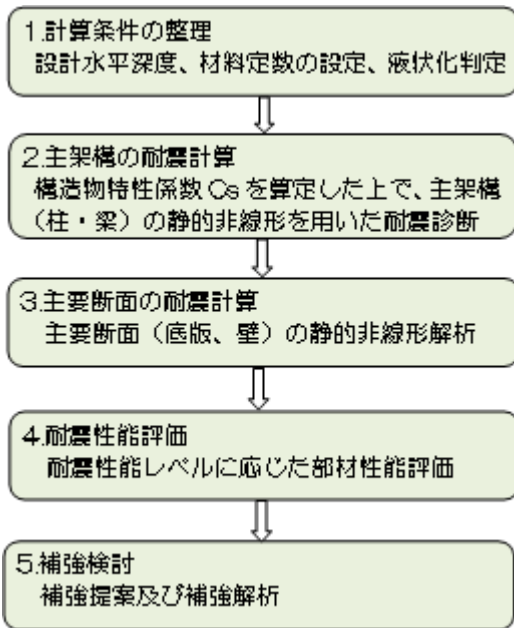 1.計算条件の整理
設計水平深度、材料定数の設定、液状化判定
2.主架構の耐震計算
構造物特性係数Csを算定した上で、主架構
(柱・梁)の静的非線形を用いた耐震診断
3.主要断面の耐震計算
主要断面(底版、壁)の静的非線形解析
4.耐震性能評価
耐震性能レベルに応じた部材性能評価
5.補強検討
補強提案及び補強解析